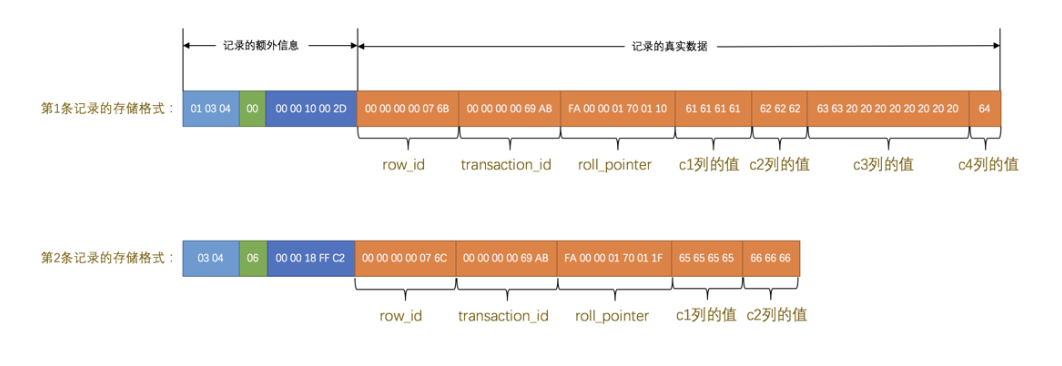 记录的额外信息 记录的真实数据
第1条记录的存储格式： 01 03 04 00 00 00 10 00 2D 00 00 00 00 07 6B 00 00 00 00 69 AB FA 00 00 01 70 01 10 61 61 61 61 62 62 62 63 63 20 20 20 20 20 20 20 20 64
row_id transaction_id roll_pointer c1列的值 c2列的值 c3列的值 c4列的值
第2条记录的存储格式： 03 04 06 00 00 18 FF C2 00 00 00 00 07 6C 00 00 00 00 69 AB FA 00 00 01 70 01 1F 65 65 65 65 66 66 66
row_id transaction_id roll_pointer c1列的值 c2列的值